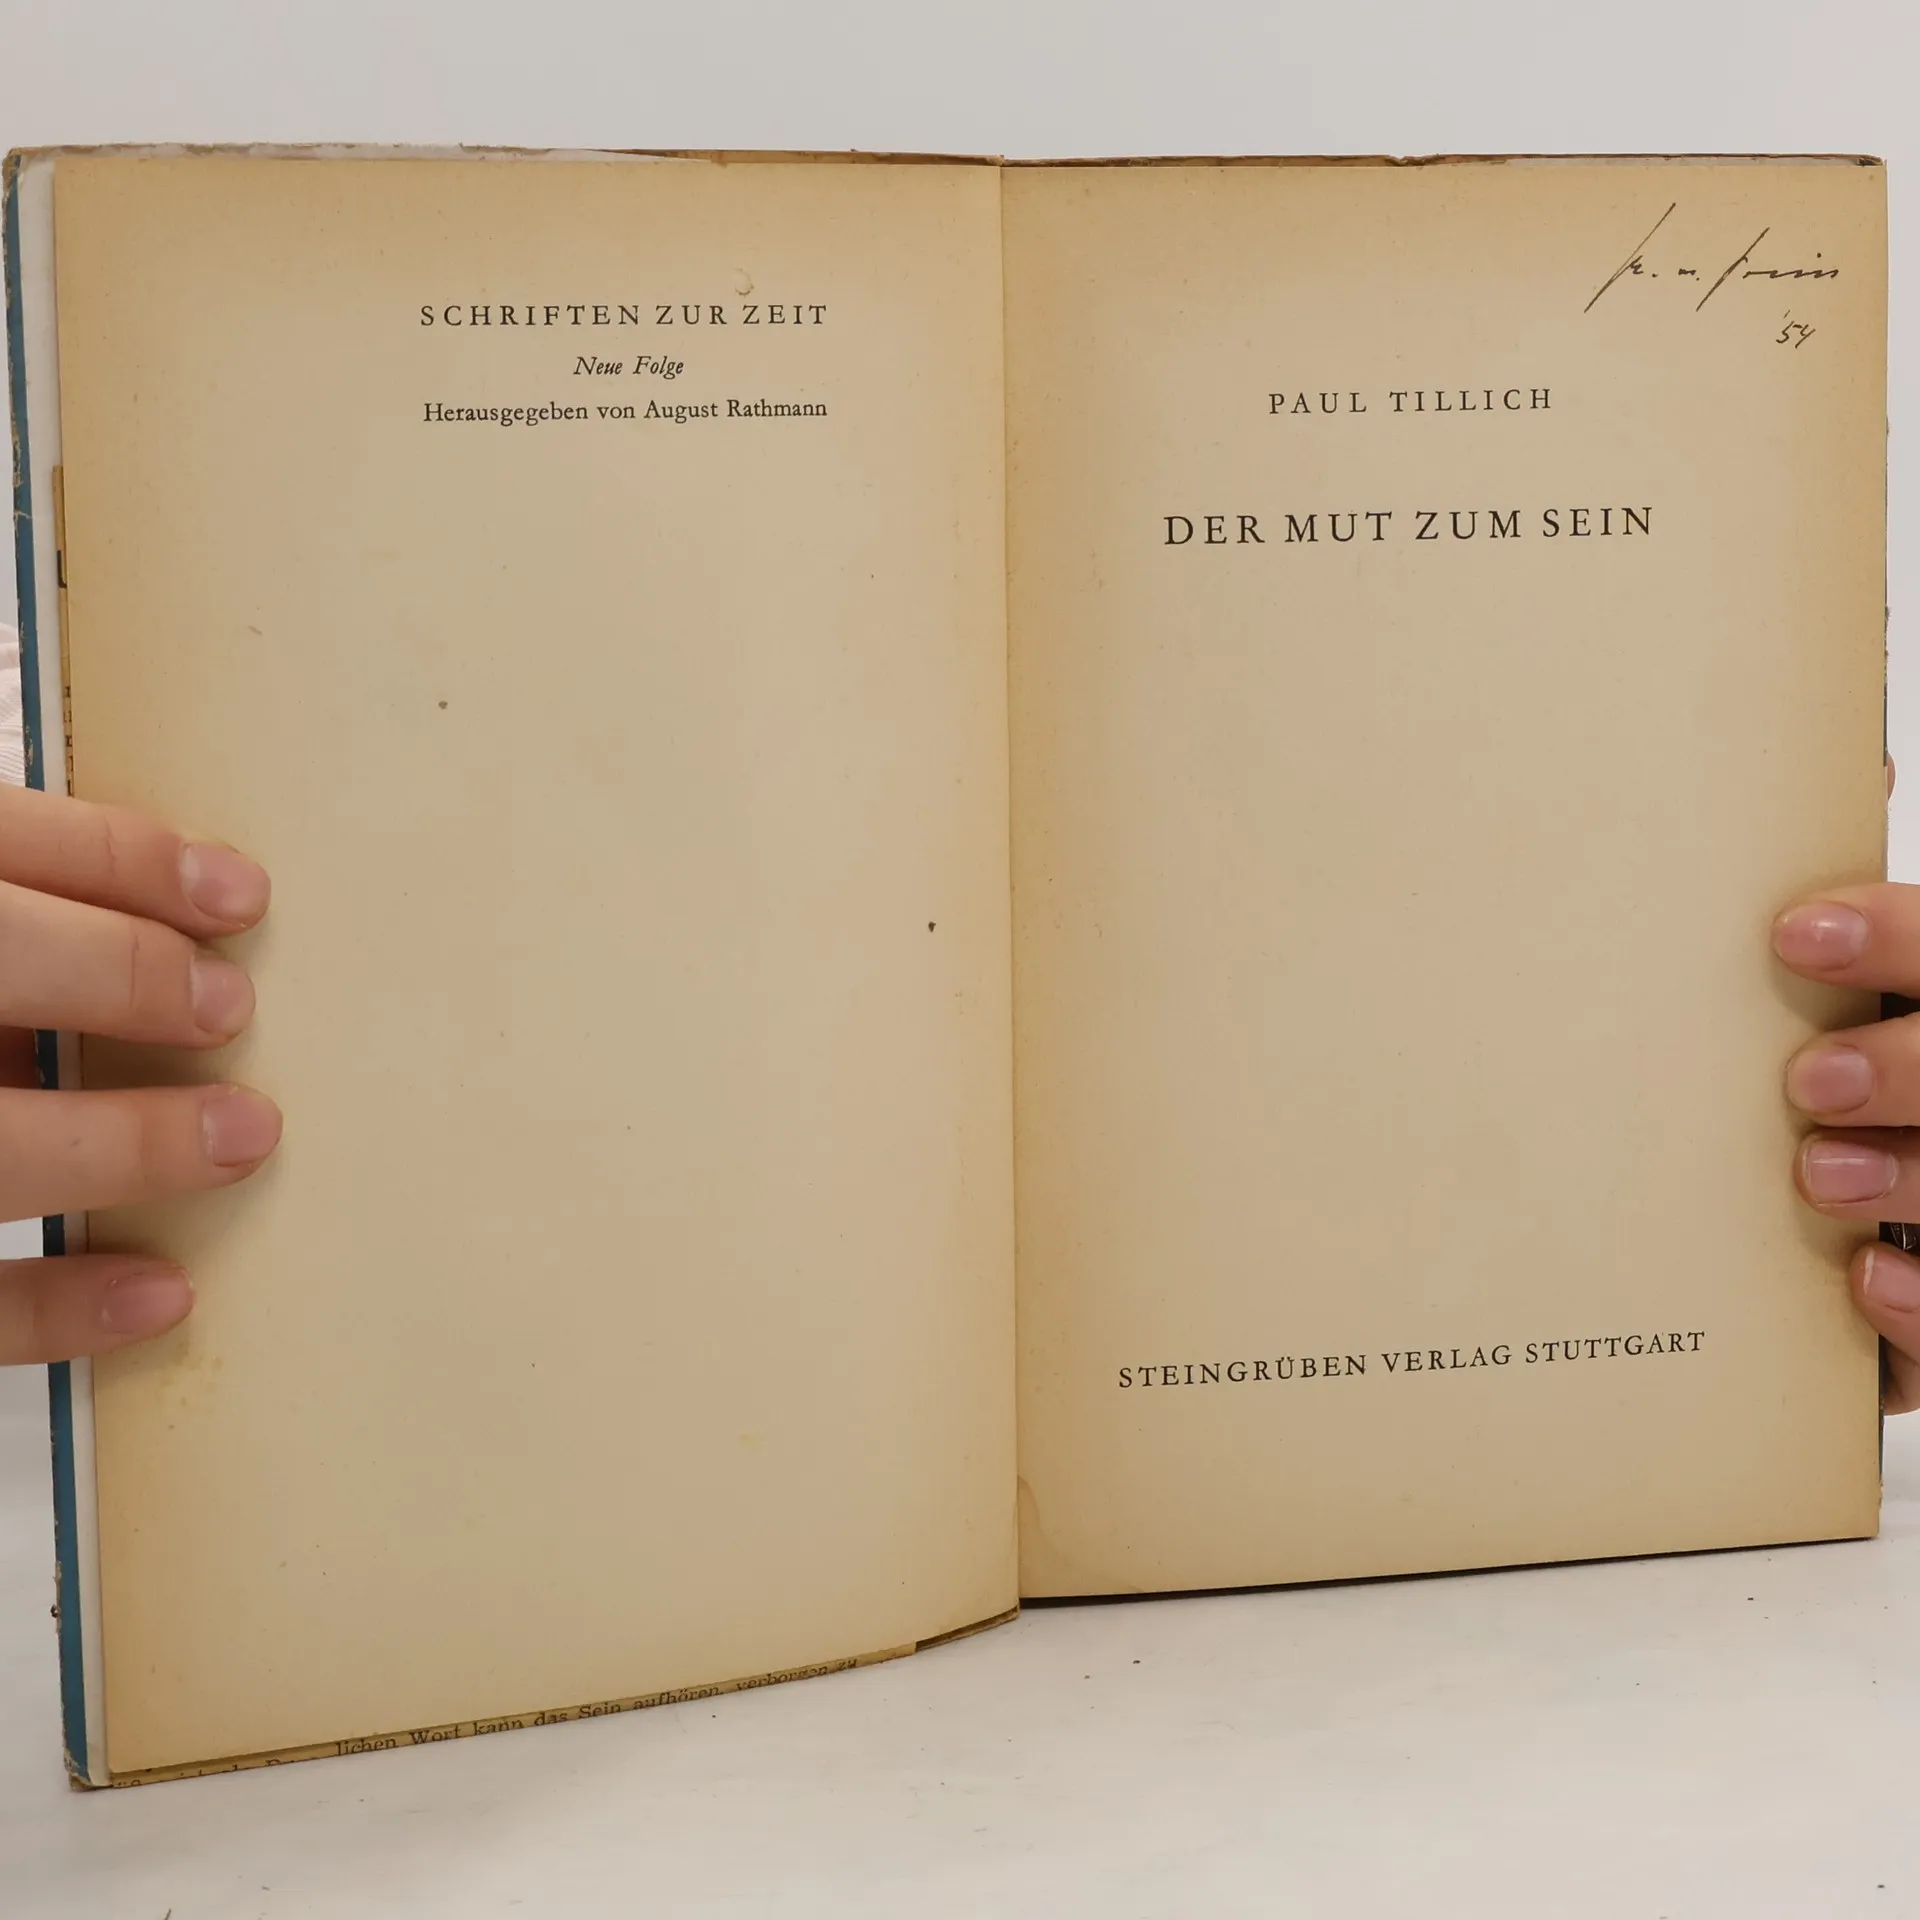 SCHRIFTEN ZUR ZEIT
Neue Folge
Herausgegeben von August Rathmann
lichen Wort kann das Sein aufhören, verborgen zu
'54
PAUL TILLICH
DER MUT ZUM SEIN
STEINGRÜBEN VERLAG STUTTGART